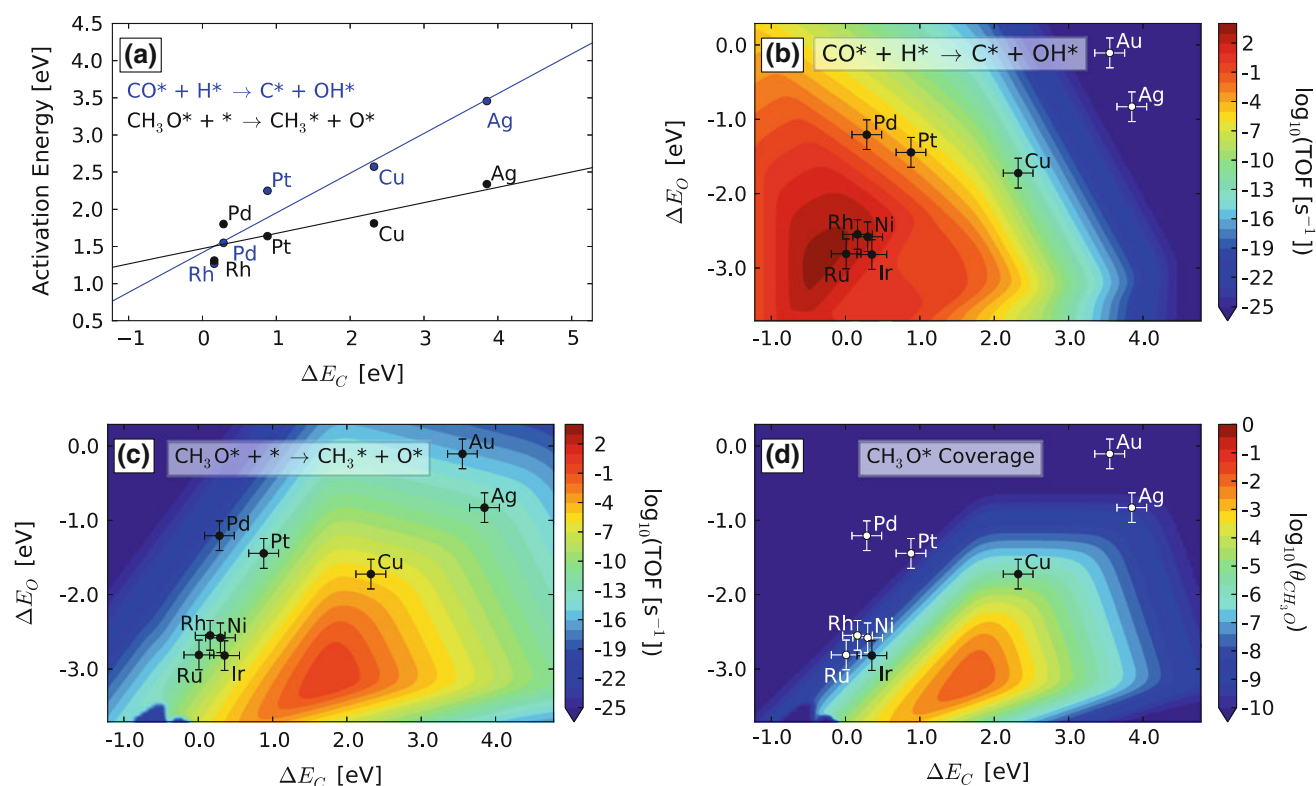 (a)
CO* + H* → C* + OH*
CH₃O* + * → CH₃* + O*
4.5
4.0
3.5
3.0
2.5
2.0
1.5
1.0
0.5
Activation Energy [eV]
Ag
Pt
Cu
Ag
Pd
Pd
Pt
Cu
Rh
Rh
−1 0 1 2 3 4 5
ΔE_C [eV]
(b)
CO* + H* → C* + OH*
0.0
-1.0
-2.0
-3.0
ΔE_O [eV]
Au
Ag
Pd
Pt
Cu
Rh Ni
Ru Ir
-1.0 0.0 1.0 2.0 3.0 4.0
ΔE_C [eV]
2
-1
-4
-7
-10
-13
-16
-19
-22
-25
log₁₀(TOF [s⁻¹])
(c)
CH₃O* + * → CH₃* + O*
0.0
-1.0
-2.0
-3.0
ΔE_O [eV]
Au
Ag
Pd
Pt
Cu
Rh Ni
Ru Ir
-1.0 0.0 1.0 2.0 3.0 4.0
ΔE_C [eV]
2
-1
-4
-7
-10
-13
-16
-19
-22
-25
log₁₀(TOF [s⁻¹])
(d)
CH₃O* Coverage
0.0
-1.0
-2.0
-3.0
ΔE_O [eV]
Au
Ag
Pd
Pt
Cu
Rh Ni
Ru Ir
-1.0 0.0 1.0 2.0 3.0 4.0
ΔE_C [eV]
0
-1
-2
-3
-4
-5
-6
-7
-8
-9
-10
log₁₀(θ_CH₃O)